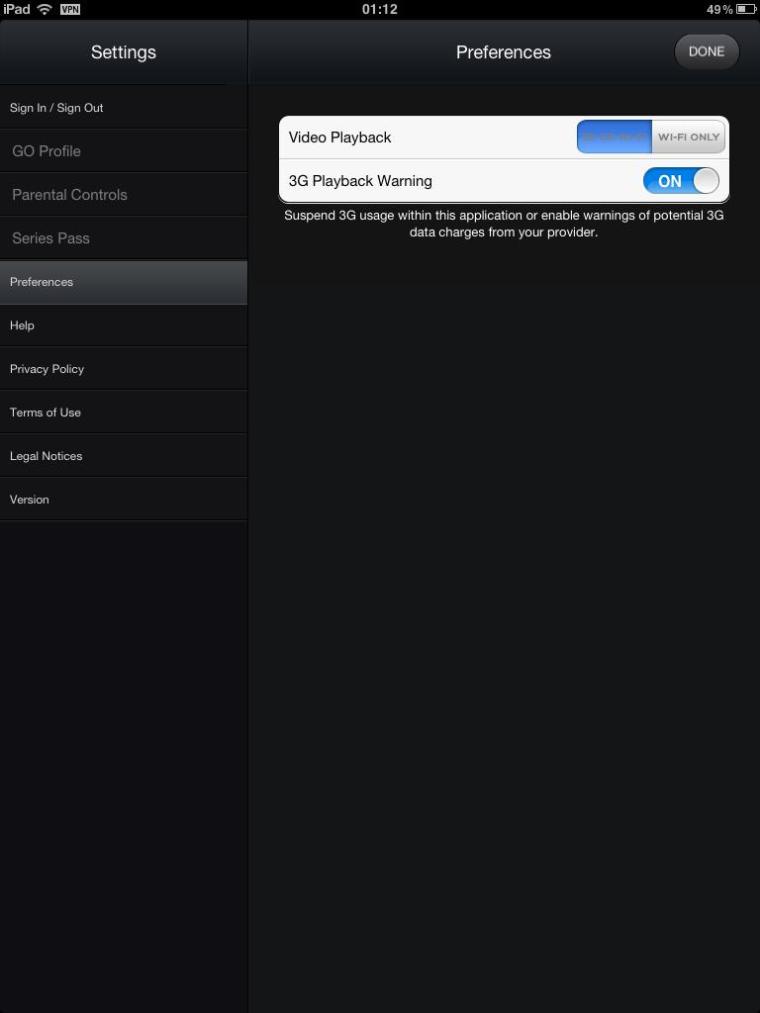 iPad VPN 01:12 49%
Settings
Preferences
DONE
Sign In / Sign Out
GO Profile
Parental Controls
Series Pass
Preferences
Help
Privacy Policy
Terms of Use
Legal Notices
Version
Video Playback
WI-FI ONLY
3G Playback Warning
ON
Suspend 3G usage within this application or enable warnings of potential 3G
data charges from your provider.